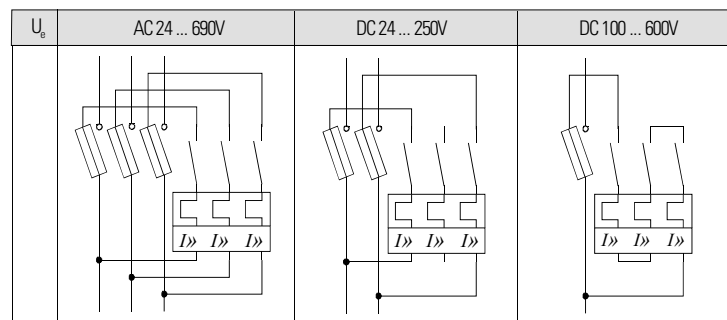 Uₑ AC 24 ... 690V DC 24 ... 250V DC 100 ... 600V
I» I» I» I» I» I» I» I» I»